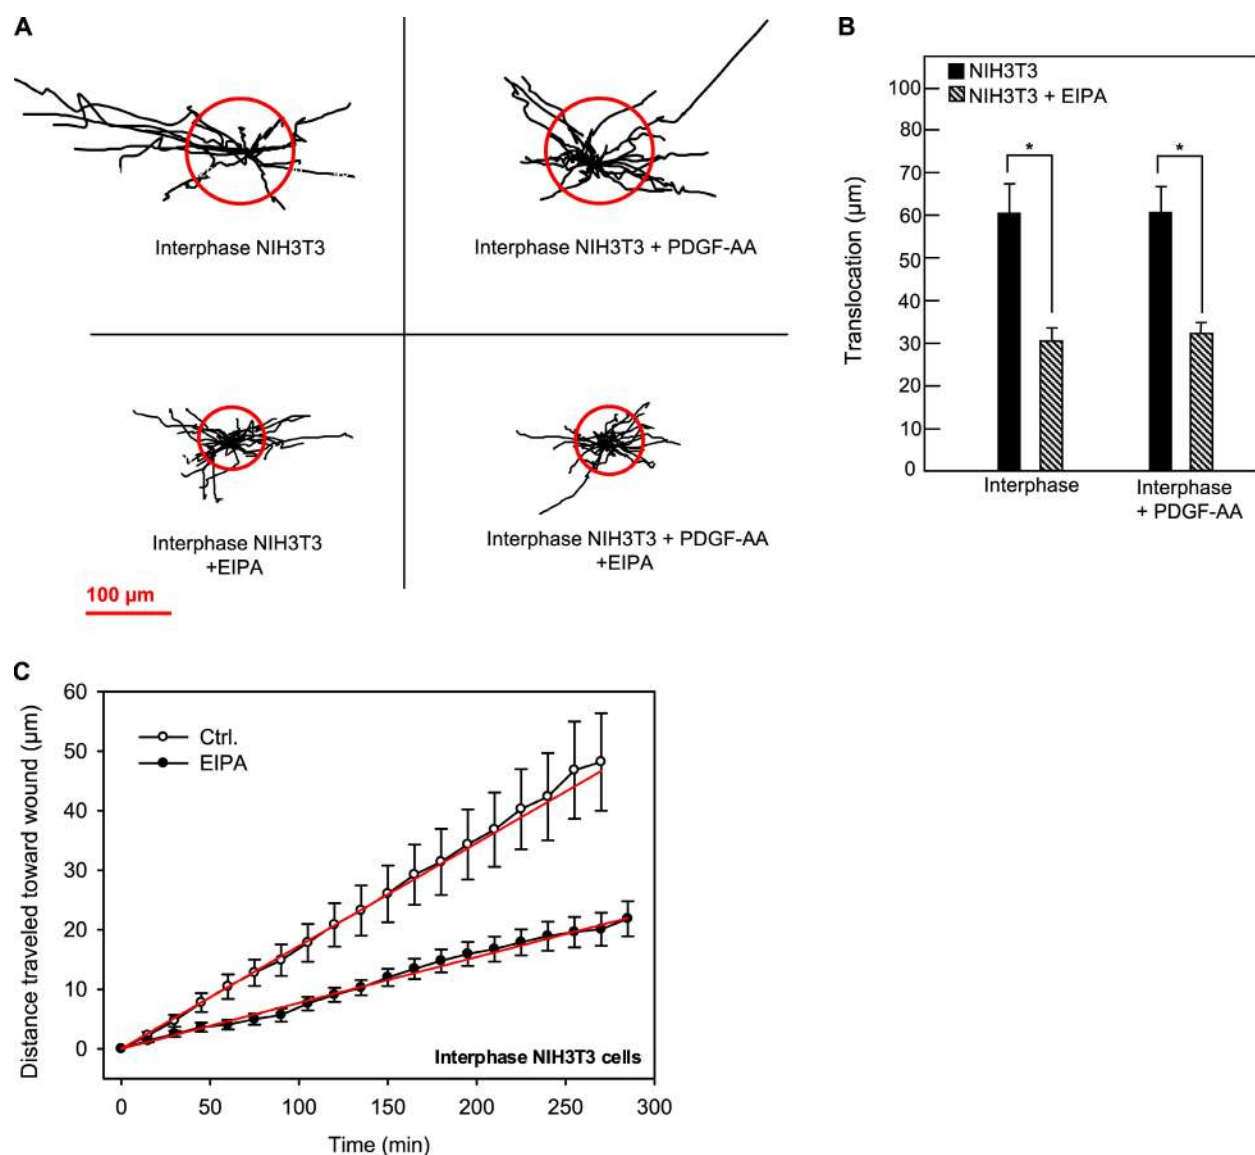 A
Interphase NIH3T3
Interphase NIH3T3 + PDGF-AA
Interphase NIH3T3
+EIPA
Interphase NIH3T3 + PDGF-AA
+EIPA
100 µm
B
NIH3T3
NIH3T3 + EIPA
Translocation (µm)
100
80
70
60
50
40
30
20
10
0
*
*
Interphase
Interphase
+ PDGF-AA
C
Distance traveled toward wound (µm)
60
50
40
30
20
10
0
Ctrl.
EIPA
Interphase NIH3T3 cells
0
50
100
150
200
250
300
Time (min)